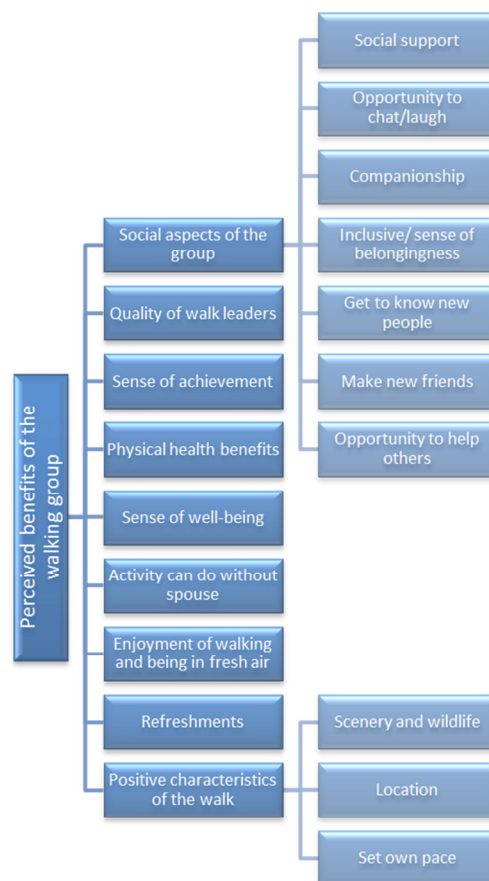 Perceived benefits of the
walking group
Social aspects of the
group
Quality of walk leaders
Sense of achievement
Physical health benefits
Sense of well-being
Activity can do without
spouse
Enjoyment of walking
and being in fresh air
Refreshments
Positive characteristics
of the walk
Social support
Opportunity to
chat/laugh
Companionship
Inclusive/ sense of
belongingness
Get to know new
people
Make new friends
Opportunity to help
others
Scenery and wildlife
Location
Set own pace